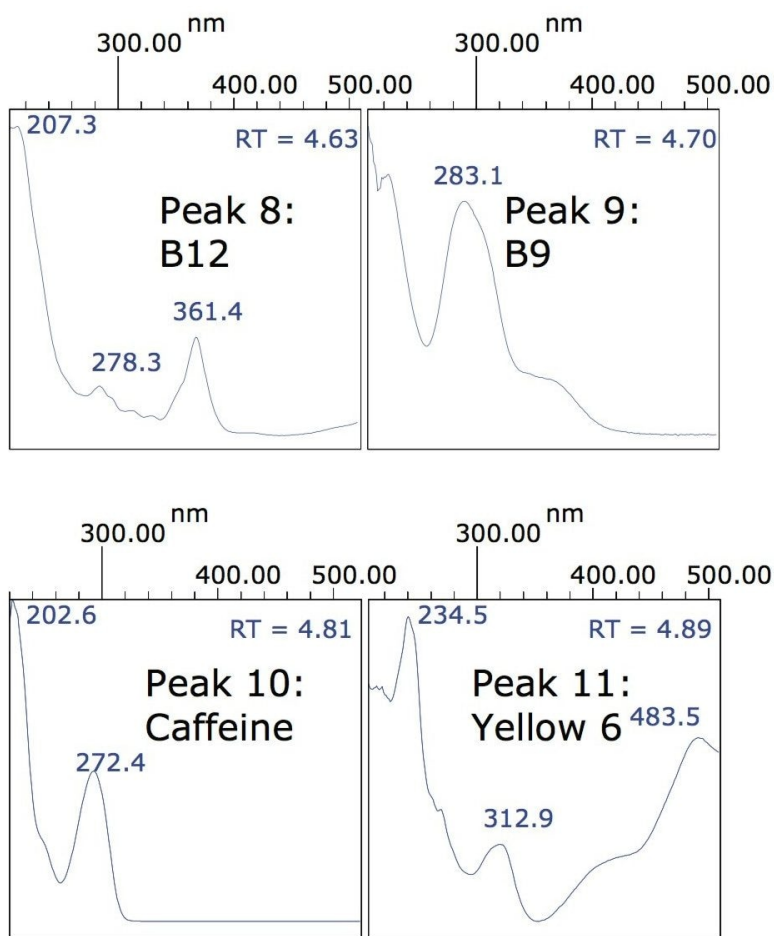 nm
300.00
400.00 500.00
207.3
RT = 4.63
Peak 8:
B12
361.4
278.3
300.00
400.00 500.00
RT = 4.70
283.1
Peak 9:
B9
nm
300.00
400.00 500.00
202.6
RT = 4.81
Peak 10:
Caffeine
272.4
nm
300.00
400.00 500.00
234.5
RT = 4.89
Peak 11:
Yellow 6
483.5
312.9